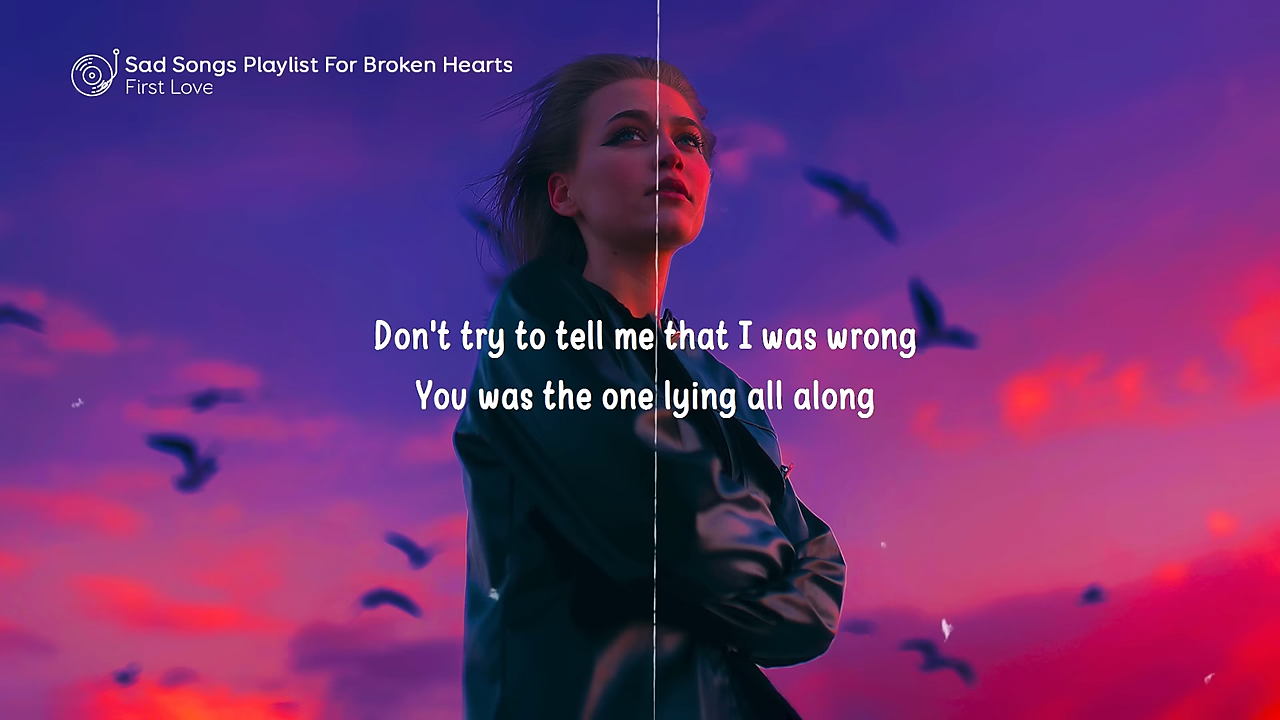 Sad Songs Playlist For Broken Hearts
First Love
Don't try to tell me that I was wrong
You was the one lying all along